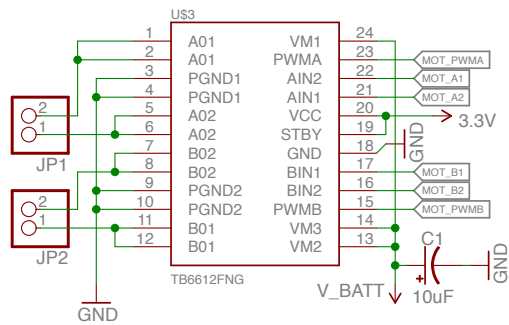 U$3
1 A01 VM1 24
2 A01 PWMA 23 MOT_PWMA
3 PGND1 AIN2 22 MOT_A1
4 PGND1 AIN1 21 MOT_A2
5 A02 VCC 20 3.3V
6 A02 STBY 19
7 B02 GND 18 GND
8 B02 BIN1 17 MOT_B1
9 PGND2 BIN2 16 MOT_B2
10 PGND2 PWMB 15 MOT_PWMB
11 B01 VM3 14
12 B01 VM2 13
TB6612FNG
2
1
JP1
2
1
JP2
GND
V_BATT
C1
+
10uF
GND